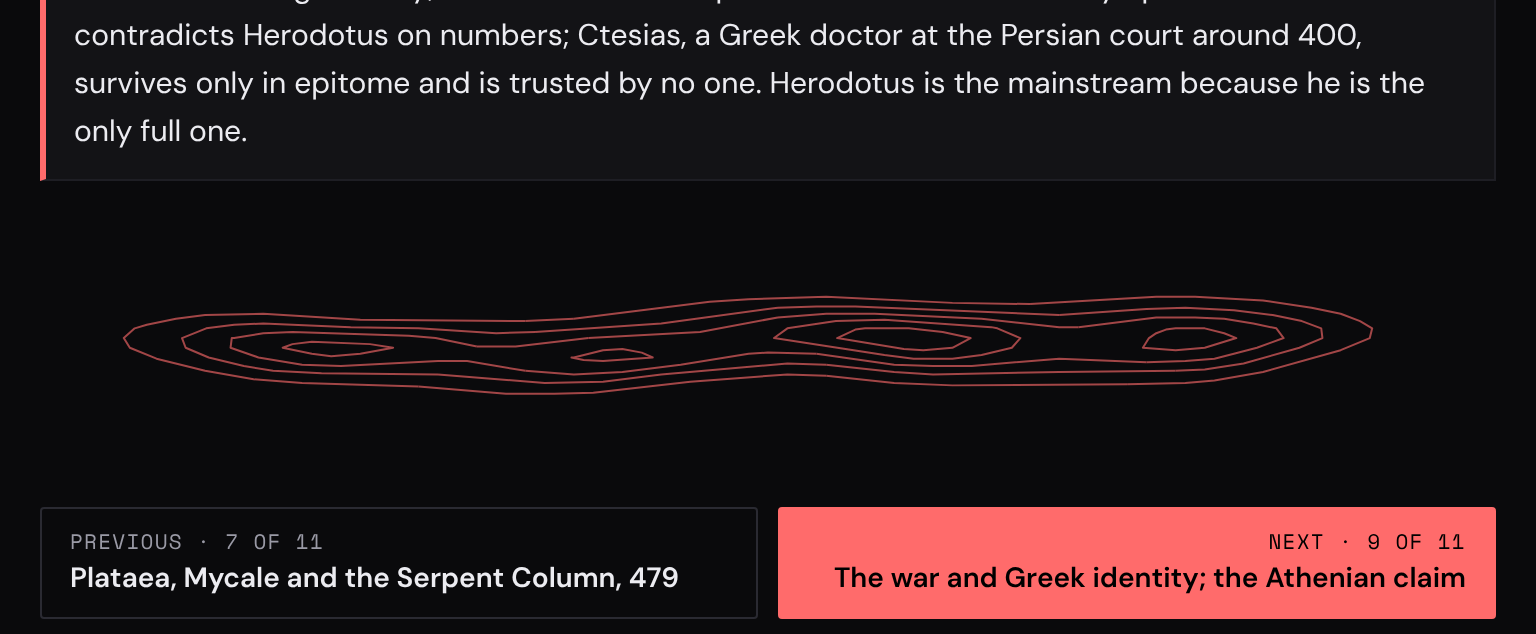 contradicts Herodotus on numbers; Ctesias, a Greek doctor at the Persian court around 400,
survives only in epitome and is trusted by no one. Herodotus is the mainstream because he is the
only full one.
PREVIOUS · 7 OF 11
Plataea, Mycale and the Serpent Column, 479
NEXT · 9 OF 11
The war and Greek identity; the Athenian claim